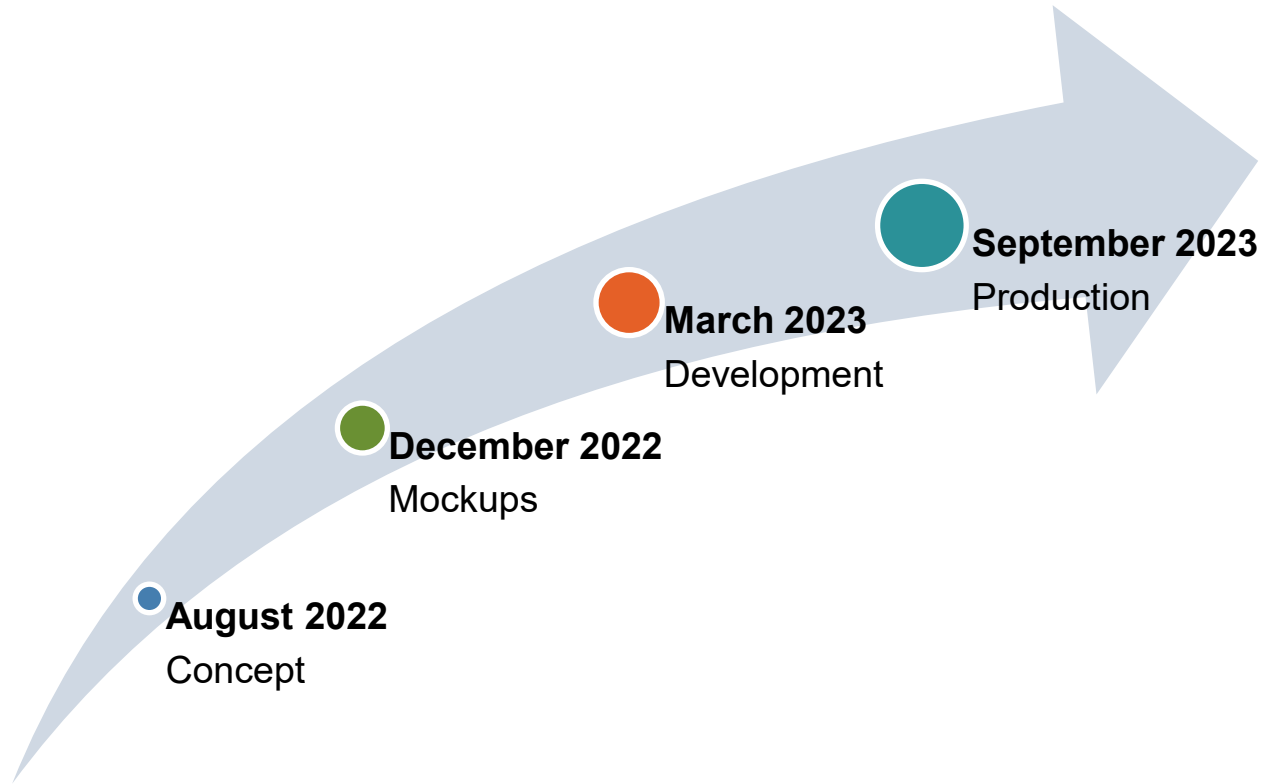 August 2022
Concept
December 2022
Mockups
March 2023
Development
September 2023
Production